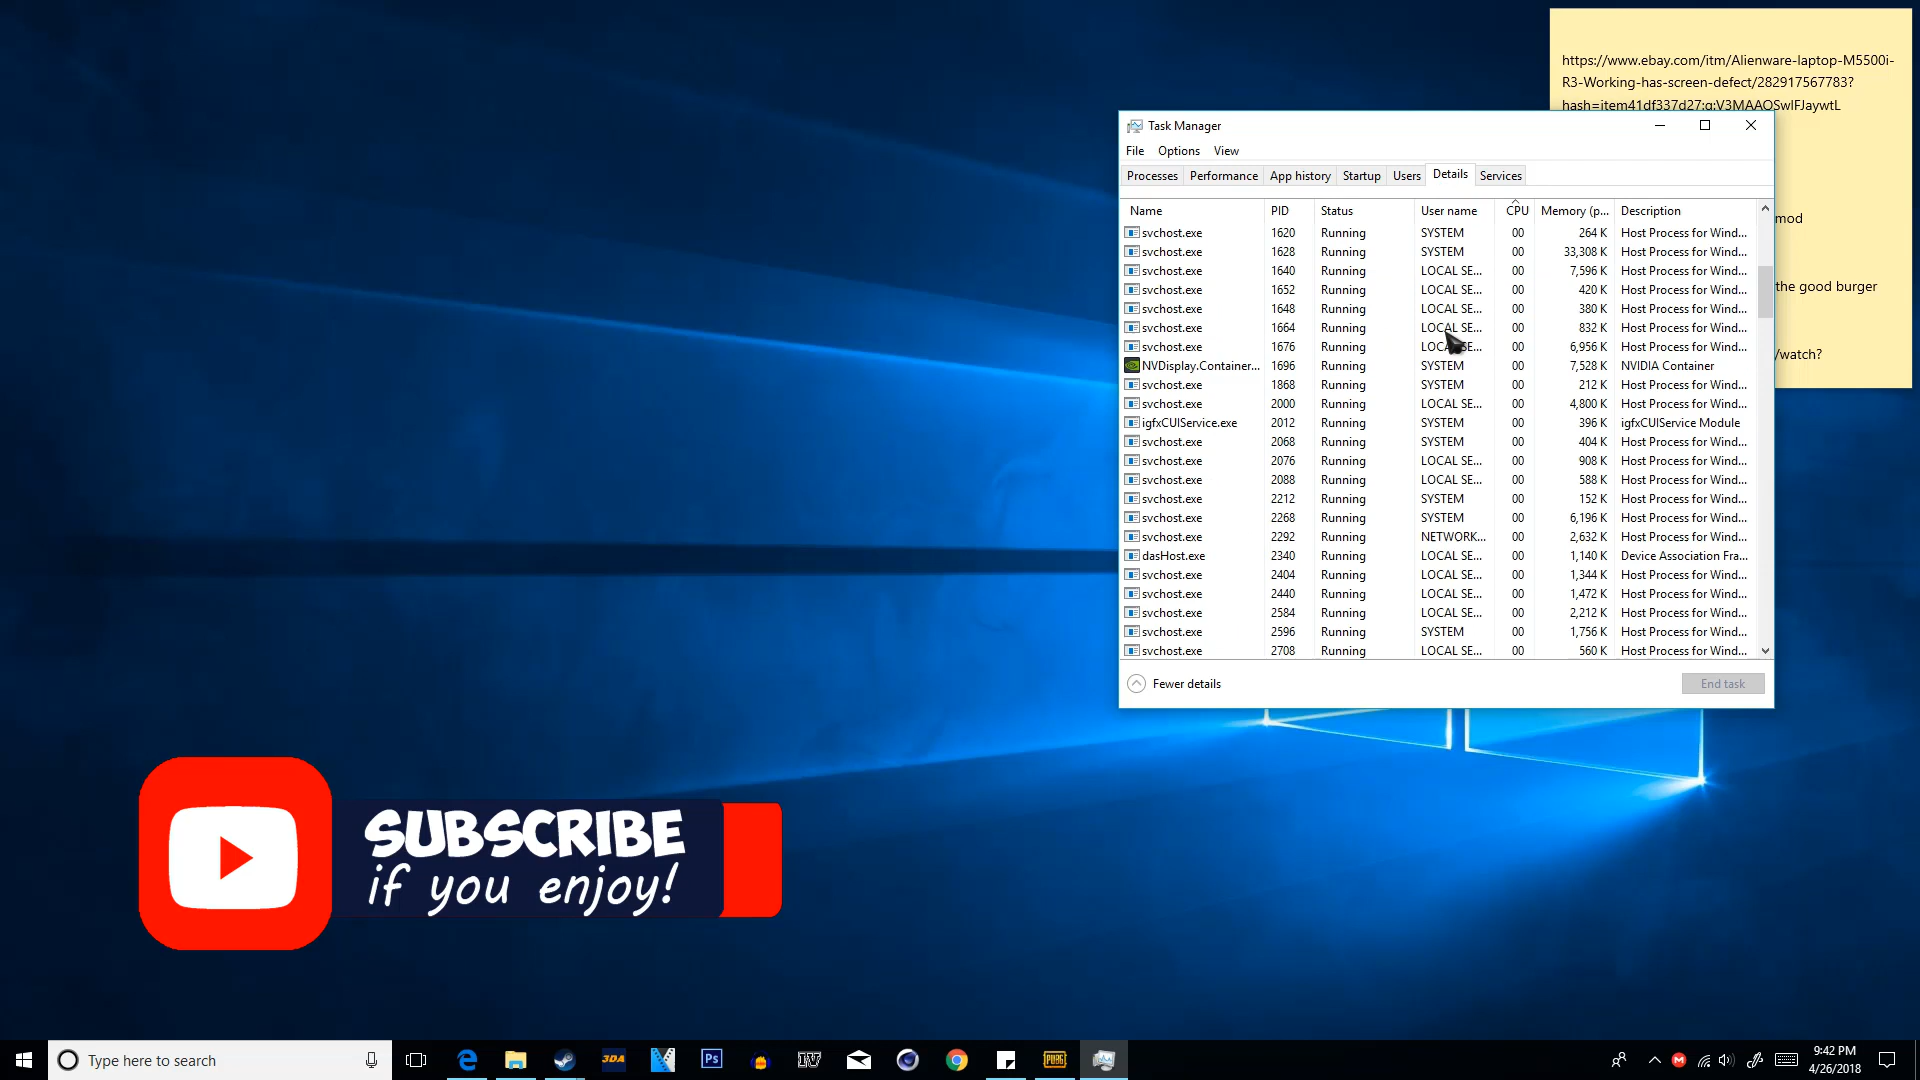 https://www.ebay.com/itm/Alienware-laptop-M5500i-
R3-Working-has-screen-defect/282917567783?
hash=item41df337d27:g:V3MAAOSwlFJaywtL
mod
the good burger
/watch?
Task Manager
File Options View
Processes Performance App history Startup Users Details Services
Name PID Status User name CPU Memory (p... Description
svchost.exe 1620 Running SYSTEM 00 264 K Host Process for Wind...
svchost.exe 1628 Running SYSTEM 00 33,308 K Host Process for Wind...
svchost.exe 1640 Running LOCAL SE... 00 7,596 K Host Process for Wind...
svchost.exe 1652 Running LOCAL SE... 00 420 K Host Process for Wind...
svchost.exe 1648 Running LOCAL SE... 00 380 K Host Process for Wind...
svchost.exe 1664 Running LOCAL SE... 00 832 K Host Process for Wind...
svchost.exe 1676 Running LOCAL SE... 00 6,956 K Host Process for Wind...
NVDisplay.Container... 1696 Running SYSTEM 00 7,528 K NVIDIA Container
svchost.exe 1868 Running SYSTEM 00 212 K Host Process for Wind...
svchost.exe 2000 Running LOCAL SE... 00 4,800 K Host Process for Wind...
igfxCUIService.exe 2012 Running SYSTEM 00 396 K igfxCUIService Module
svchost.exe 2068 Running SYSTEM 00 404 K Host Process for Wind...
svchost.exe 2076 Running LOCAL SE... 00 908 K Host Process for Wind...
svchost.exe 2088 Running LOCAL SE... 00 588 K Host Process for Wind...
svchost.exe 2212 Running SYSTEM 00 152 K Host Process for Wind...
svchost.exe 2268 Running SYSTEM 00 6,196 K Host Process for Wind...
svchost.exe 2292 Running NETWORK... 00 2,632 K Host Process for Wind...
dasHost.exe 2340 Running LOCAL SE... 00 1,140 K Device Association Fra...
svchost.exe 2404 Running LOCAL SE... 00 1,344 K Host Process for Wind...
svchost.exe 2440 Running LOCAL SE... 00 1,472 K Host Process for Wind...
svchost.exe 2584 Running LOCAL SE... 00 2,212 K Host Process for Wind...
svchost.exe 2596 Running SYSTEM 00 1,756 K Host Process for Wind...
svchost.exe 2708 Running LOCAL SE... 00 560 K Host Process for Wind...
Fewer details End task
SUBSCRIBE
if you enjoy!
Type here to search
3DA
Ps
IV
PUBG
M
9:42 PM
4/26/2018